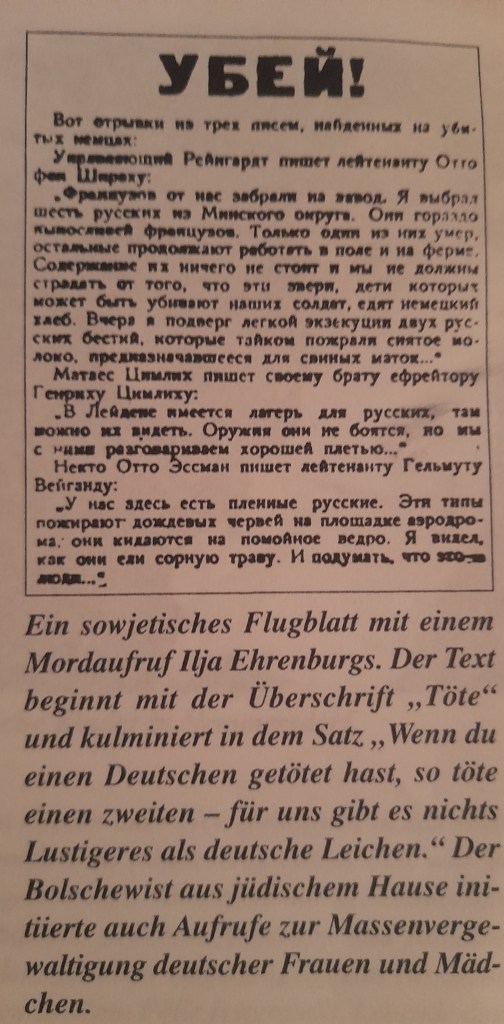 УБЕЙ!
Вот отрывки из трех писем, найденных на уби-
тых немцах:
Управляющий Рейнгардт пишет лейтенанту Отто
фон Шираху:
„Французов от нас забрали на завод. Я выбрал
шесть русских из Минского округа. Они гораздо
выносливей французов. Только один из них умер,
остальные продолжают работать в поле и на ферме.
Содержание их ничего не стоит и мы не должны
страдать от того, что эти звери, дети которых
может быть убивают наших солдат, едят немецкий
хлеб. Вчера я подверг легкой экзекуции двух рус-
ских бестий, которые тайком пожрали снятое мо-
локо, предназначавшееся для свиных маток..."
Матаес Цимлих пишет своему брату ефрейтору
Генриху Цимлиху:
„В Лейдене имеется лагерь для русских, там
можно их видеть. Оружия они не боятся, но мы
с ними разговариваем хорошей плетью..."
Некто Отто Эссман пишет лейтенанту Гельмуту
Вейганду:
„У нас здесь есть пленные русские. Эти типы
пожирают дождевых червей на площадке аэродро-
ма, они кидаются на помойное ведро. Я видел,
как они ели сорную траву. И подумать, что это—
люди..."
Ein sowjetisches Flugblatt mit einem
Mordaufruf Ilja Ehrenburgs. Der Text
beginnt mit der Überschrift „Töte“
und kulminiert in dem Satz „Wenn du
einen Deutschen getötet hast, so töte
einen zweiten – für uns gibt es nichts
Lustigeres als deutsche Leichen.“ Der
Bolschewist aus jüdischem Hause ini-
tiierte auch Aufrufe zur Massenverge-
waltigung deutscher Frauen und Mäd-
chen.